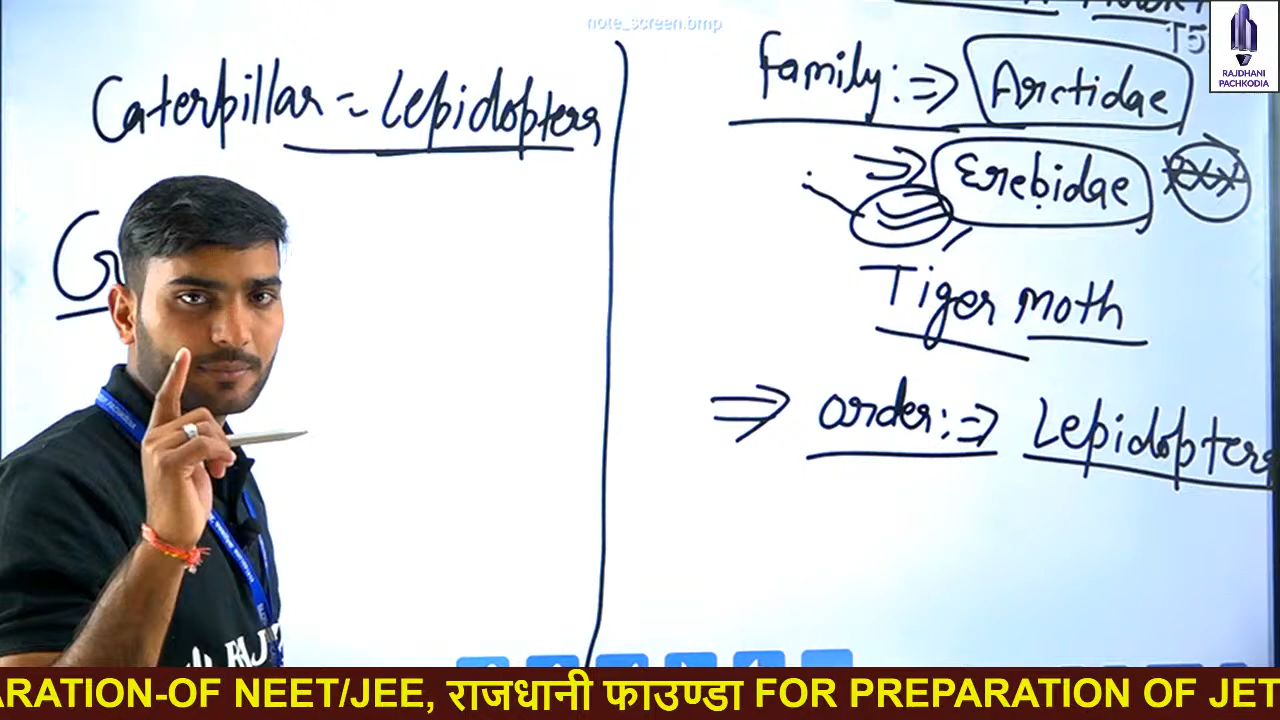 note_screen.bmp
T5
RAJDHANI
PACHKODIA
Caterpillar = Lepidoptera
Family :⇒ Arctidae
⇒ Erebidae
Tiger Moth
⇒ order :⇒ Lepidoptera
ARATION-OF NEET/JEE, राजधानी फाउण्डा FOR PREPARATION OF JET